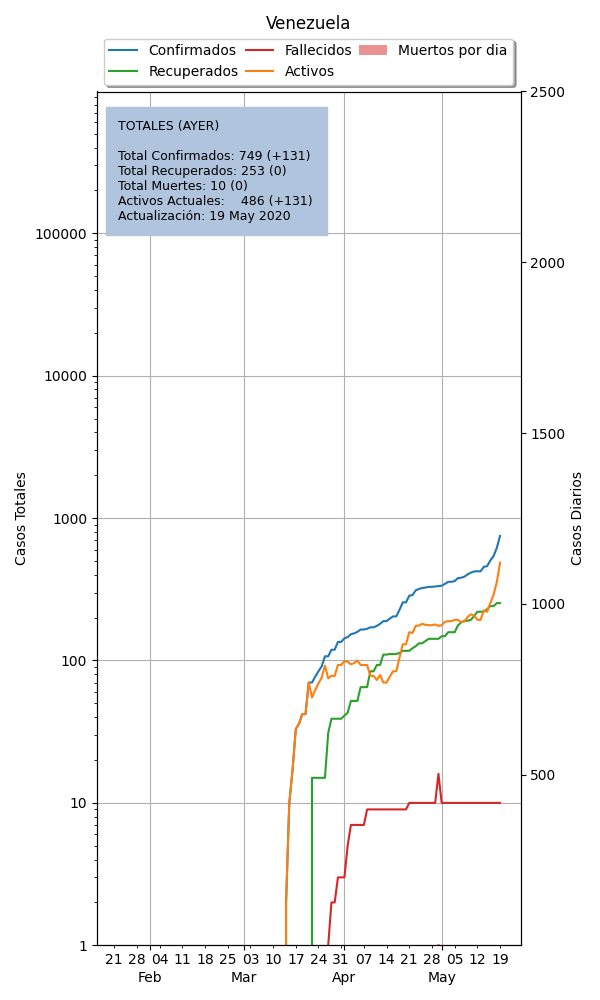 Venezuela
Confirmados Fallecidos Muertos por dia
Recuperados Activos
TOTALES (AYER)
Total Confirmados: 749 (+131)
Total Recuperados: 253 (0)
Total Muertes: 10 (0)
Activos Actuales: 486 (+131)
Actualización: 19 May 2020
100000
10000
1000
100
10
1
Casos Totales
2500
2000
1500
1000
500
Casos Diarios
21 28 04 11 18 25 03 10 17 24 31 07 14 21 28 05 12 19
Feb Mar Apr May